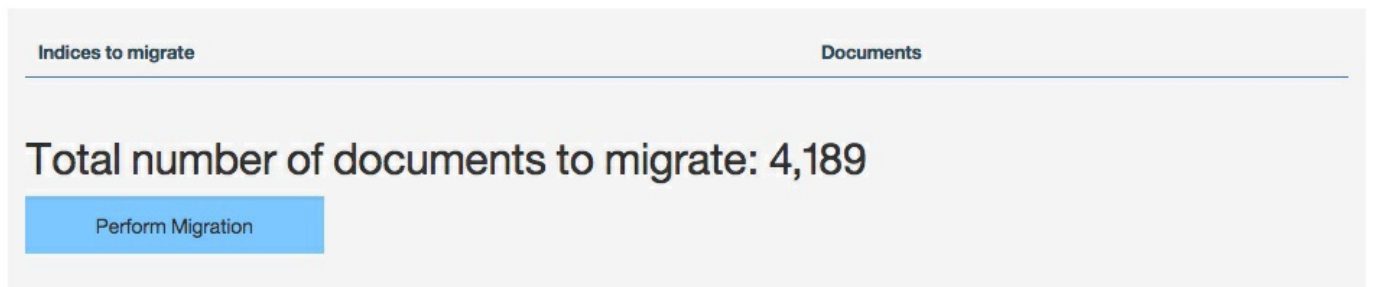 Indices to migrate Documents
Total number of documents to migrate: 4,189
Perform Migration